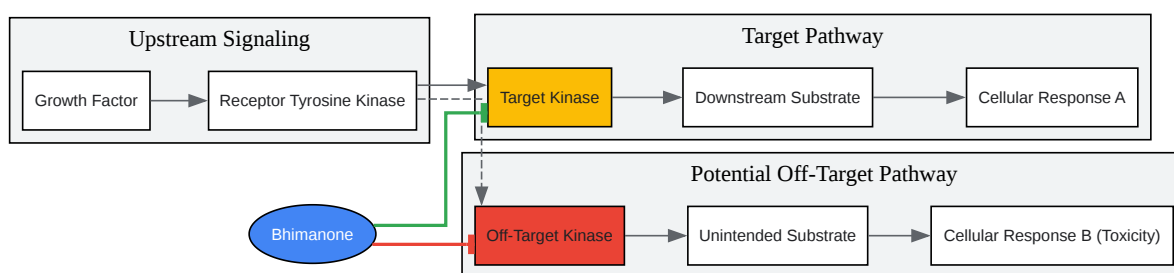 Upstream Signaling
Growth Factor
Receptor Tyrosine Kinase
Target Pathway
Target Kinase
Downstream Substrate
Cellular Response A
Potential Off-Target Pathway
Bhimanone
Off-Target Kinase
Unintended Substrate
Cellular Response B (Toxicity)